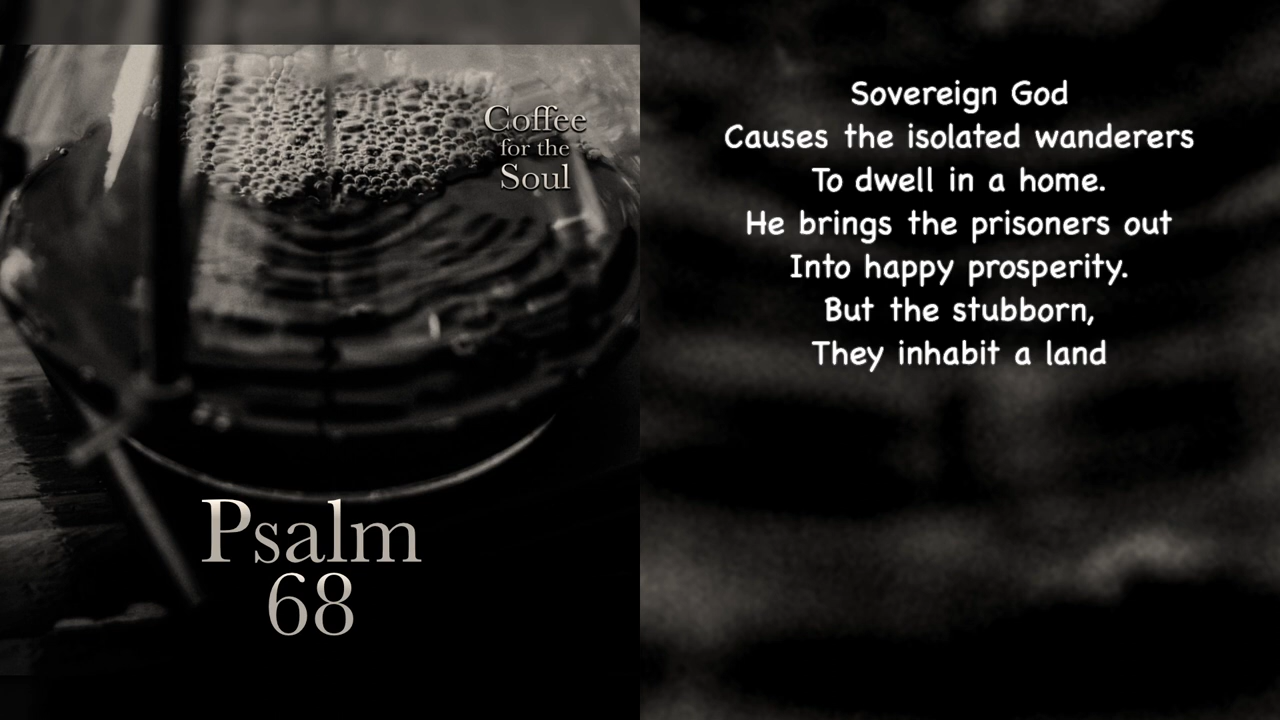 Coffee
for the
Soul
Psalm
68
Sovereign God
Causes the isolated wanderers
To dwell in a home.
He brings the prisoners out
Into happy prosperity.
But the stubborn,
They inhabit a land